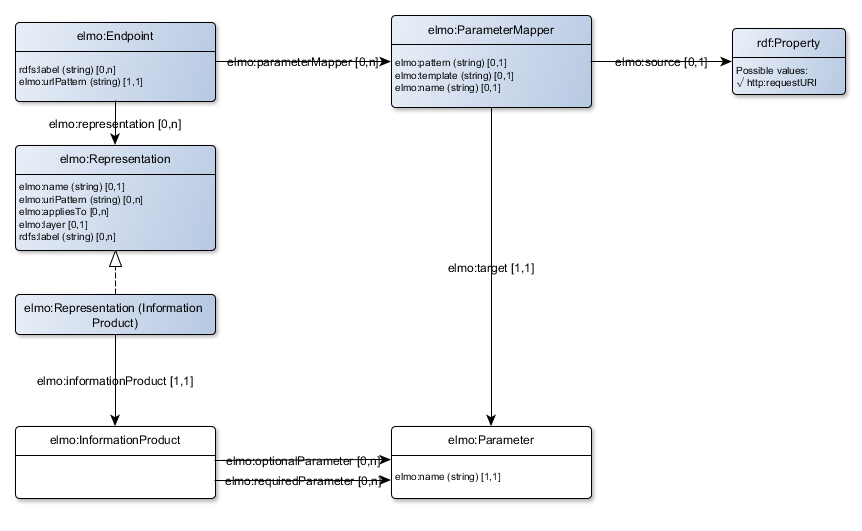 elmo:Endpoint
rdfs:label (string) [0,n]
elmo:urlPattern (string) [1,1]
elmo:parameterMapper [0,n]
elmo:ParameterMapper
elmo:pattern (string) [0,1]
elmo:template (string) [0,1]
elmo:name (string) [0,1]
elmo:source [0,1]
rdf:Property
Possible values:
√ http:requestURI
elmo:representation [0,n]
elmo:Representation
elmo:name (string) [0,1]
elmo:uriPattern (string) [0,n]
elmo:appliesTo [0,n]
elmo:layer [0,1]
rdfs:label (string) [0,n]
elmo:target [1,1]
elmo:Representation (Information
Product)
elmo:informationProduct [1,1]
elmo:InformationProduct
elmo:optionalParameter [0,n]
elmo:requiredParameter [0,n]
elmo:Parameter
elmo:name (string) [1,1]